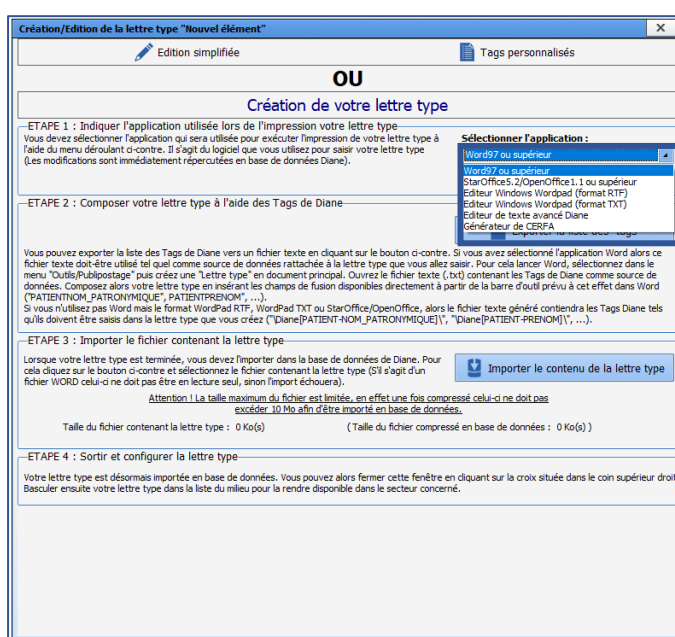 Création/Edition de la lettre type "Nouvel élément"
Edition simplifiée
Tags personnalisés
OU
Création de votre lettre type
ETAPE 1 : Indiquer l'application utilisée lors de l'impression votre lettre type
Vous devez sélectionner l'application qui sera utilisée pour exécuter l'impression de votre lettre type à
l'aide du menu déroulant ci-contre. Il s'agit du logiciel que vous utilisez pour saisir votre lettre type
(Les modifications sont immédiatement répercutées en base de données Diane).
Sélectionner l'application :
Word97 ou supérieur
Word97 ou supérieur
StarOffice5.2/OpenOffice1.1 ou supérieur
Editeur Windows Wordpad (format RTF)
Editeur Windows Wordpad (format TXT)
Editeur de texte avancé Diane
Générateur de CERFA
ETAPE 2 : Composer votre lettre type à l'aide des Tags de Diane
Exporter la liste des tags
Vous pouvez exporter la liste des Tags de Diane vers un fichier texte en cliquant sur le bouton ci-contre. Si vous avez sélectionné l'application Word alors ce
fichier texte doit-être utilisé tel quel comme source de données rattachée à la lettre type que vous allez saisir. Pour cela lancer Word, sélectionnez dans le
menu "Outils/Publipostage" puis créez une "Lettre type" en document principal. Ouvrez le fichier texte (.txt) contenant les Tags de Diane comme source de
données. Composez alors votre lettre type en insérant les champs de fusion disponibles directement à partir de la barre d'outil prévu à cet effet dans Word
("PATIENTNOM_PATRONYMIQUE", PATIENTPRENOM", ...).
Si vous n'utilisez pas Word mais le format WordPad RTF, WordPad TXT ou StarOffice/OpenOffice, alors le fichier texte généré contiendra les Tags Diane tels
qu'ils doivent être saisis dans la lettre type que vous créez ("\Diane[PATIENT-NOM_PATRONYMIQUE]\", "\Diane[PATIENT-PRENOM]\", ...).
ETAPE 3 : Importer le fichier contenant la lettre type
Lorsque votre lettre type est terminée, vous devez l'importer dans la base de données de Diane. Pour
cela cliquez sur le bouton ci-contre et sélectionnez le fichier contenant la lettre type (S'il s'agit d'un
fichier WORD celui-ci ne doit pas être en lecture seul, sinon l'import échouera).
Importer le contenu de la lettre type
Attention ! La taille maximum du fichier est limitée, en effet une fois compressé celui-ci ne doit pas
excéder 10 Mo afin d'être importé en base de données.
Taille du fichier contenant la lettre type : 0 Ko(s)
( Taille du fichier compressé en base de données : 0 Ko(s) )
ETAPE 4 : Sortir et configurer la lettre type
Votre lettre type est désormais importée en base de données. Vous pouvez alors fermer cette fenêtre en cliquant sur la croix située dans le coin supérieur droit
Basculer ensuite votre lettre type dans la liste du milieu pour la rendre disponible dans le secteur concerné.